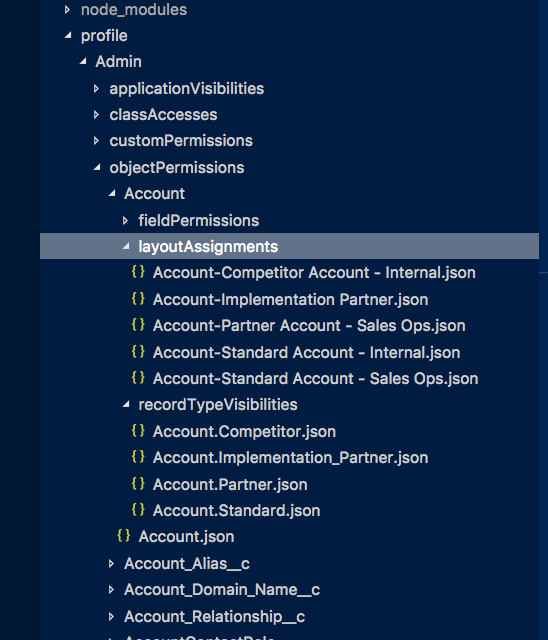 node_modules
profile
Admin
applicationVisibilities
classAccesses
customPermissions
objectPermissions
Account
fieldPermissions
layoutAssignments
{} Account-Competitor Account - Internal.json
{} Account-Implementation Partner.json
{} Account-Partner Account - Sales Ops.json
{} Account-Standard Account - Internal.json
{} Account-Standard Account - Sales Ops.json
recordTypeVisibilities
{} Account.Competitor.json
{} Account.Implementation_Partner.json
{} Account.Partner.json
{} Account.Standard.json
{} Account.json
Account_Alias__c
Account_Domain_Name__c
Account_Relationship__c
AccountContactRole